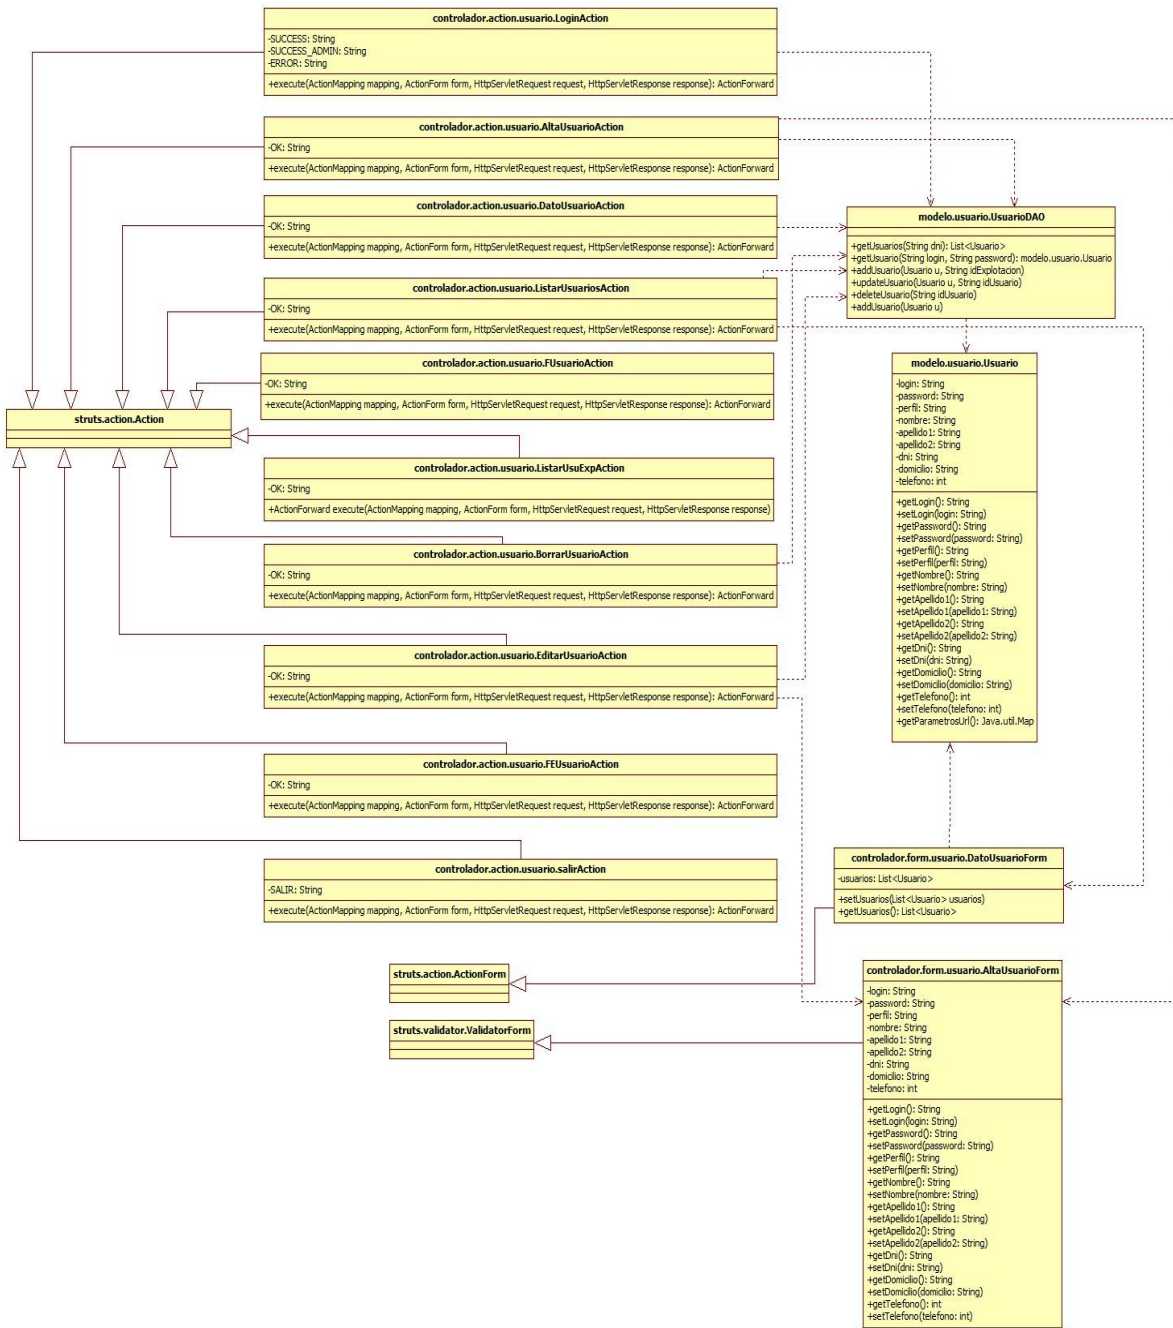 controlador.action.usuario.LoginAction
-SUCCESS: String
-SUCCESS_ADMIN: String
-ERROR: String
+execute(ActionMapping mapping, ActionForm form, HttpServletRequest request, HttpServletResponse response): ActionForward
controlador.action.usuario.AltaUsuarioAction
-OK: String
+execute(ActionMapping mapping, ActionForm form, HttpServletRequest request, HttpServletResponse response): ActionForward
controlador.action.usuario.DatoUsuarioAction
-OK: String
+execute(ActionMapping mapping, ActionForm form, HttpServletRequest request, HttpServletResponse response): ActionForward
controlador.action.usuario.ListarUsuariosAction
-OK: String
+execute(ActionMapping mapping, ActionForm form, HttpServletRequest request, HttpServletResponse response): ActionForward
controlador.action.usuario.FUsuarioAction
-OK: String
+execute(ActionMapping mapping, ActionForm form, HttpServletRequest request, HttpServletResponse response): ActionForward
struts.action.Action
controlador.action.usuario.ListarUsuExpAction
-OK: String
+ActionForward execute(ActionMapping mapping, ActionForm form, HttpServletRequest request, HttpServletResponse response)
controlador.action.usuario.BorrarUsuarioAction
-OK: String
+execute(ActionMapping mapping, ActionForm form, HttpServletRequest request, HttpServletResponse response): ActionForward
controlador.action.usuario.EditarUsuarioAction
-OK: String
+execute(ActionMapping mapping, ActionForm form, HttpServletRequest request, HttpServletResponse response): ActionForward
controlador.action.usuario.FEUsuarioAction
-OK: String
+execute(ActionMapping mapping, ActionForm form, HttpServletRequest request, HttpServletResponse response): ActionForward
controlador.action.usuario.salirAction
-SALIR: String
+execute(ActionMapping mapping, ActionForm form, HttpServletRequest request, HttpServletResponse response): ActionForward
struts.action.ActionForm
struts.validator.ValidatorForm
modelo.usuario.UsuarioDAO
+getUsuarios(String dni): List<Usuario>
+getUsuario(String login, String password): modelo.usuario.Usuario
+addUsuario(Usuario u, String idExplotacion)
+updateUsuario(Usuario u, String idUsuario)
+deleteUsuario(String idUsuario)
+addUsuario(Usuario u)
modelo.usuario.Usuario
-login: String
-password: String
-perfil: String
-nombre: String
-apellido1: String
-apellido2: String
-dni: String
-domicilio: String
-telefono: int
+getLogin(): String
+setLogin(login: String)
+getPassword(): String
+setPassword(password: String)
+getPerfil(): String
+setPerfil(perfil: String)
+getNombre(): String
+setNombre(nombre: String)
+getApellido1(): String
+setApellido1(apellido1: String)
+getApellido2(): String
+setApellido2(apellido2: String)
+getDni(): String
+setDni(dni: String)
+getDomicilio(): String
+setDomicilio(domicilio: String)
+getTelefono(): int
+setTelefono(telefono: int)
+getParametrosUrl(): Java.util.Map
controlador.form.usuario.DatoUsuarioForm
-usuarios: List<Usuario>
+setUsuarios(List<Usuario> usuarios)
+getUsuarios(): List<Usuario>
controlador.form.usuario.AltaUsuarioForm
-login: String
-password: String
-perfil: String
-nombre: String
-apellido1: String
-apellido2: String
-dni: String
-domicilio: String
-telefono: int
+getLogin(): String
+setLogin(login: String)
+getPassword(): String
+setPassword(password: String)
+getPerfil(): String
+setPerfil(perfil: String)
+getNombre(): String
+setNombre(nombre: String)
+getApellido1(): String
+setApellido1(apellido1: String)
+getApellido2(): String
+setApellido2(apellido2: String)
+getDni(): String
+setDni(dni: String)
+getDomicilio(): String
+setDomicilio(domicilio: String)
+getTelefono(): int
+setTelefono(telefono: int)